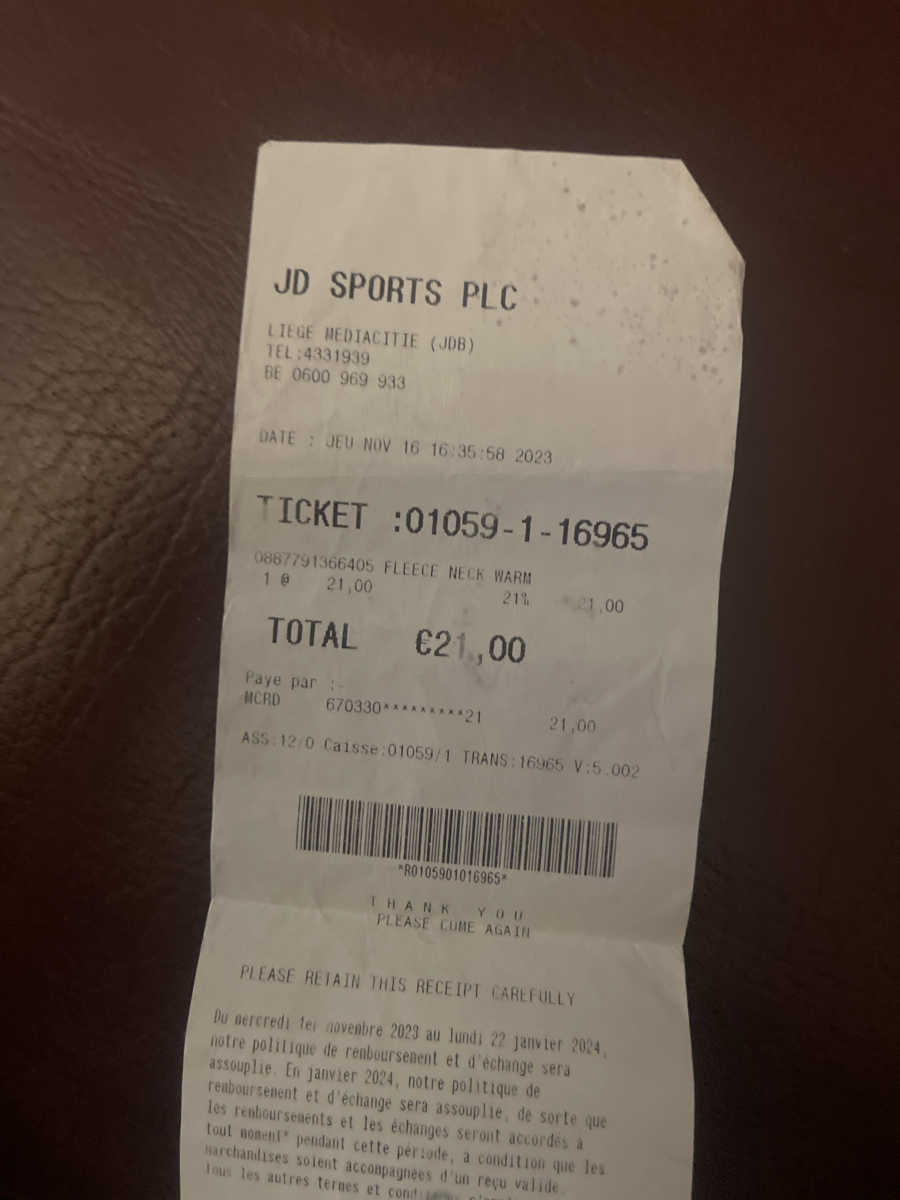 JD SPORTS PLC
LIEGE MEDIACITIE (JDB)
TEL:4331939
BE 0600 969 933
DATE : JEU NOV 16 16:35:58 2023
TICKET :01059-1-16965
0887791366405 FLEECE NECK WARM
1 @ 21,00 21% 21,00
TOTAL €21,00
Paye par :-
MCRD 670330*********21 21,00
ASS:12/0 Caisse:01059/1 TRANS:16965 V:5.002
*R0105901016965*
THANK YOU
PLEASE COME AGAIN
PLEASE RETAIN THIS RECEIPT CAREFULLY
Du mercredi 1er novembre 2023 au lundi 22 janvier 2024,
notre politique de remboursement et d'échange sera
assouplie. En janvier 2024, notre politique de
remboursement et d'échange sera assouplie, de sorte que
les remboursements et les échanges seront accordés à
tout moment* pendant cette période, à condition que les
marchandises soient accompagnées d'un reçu valide.
Tous les autres termes et